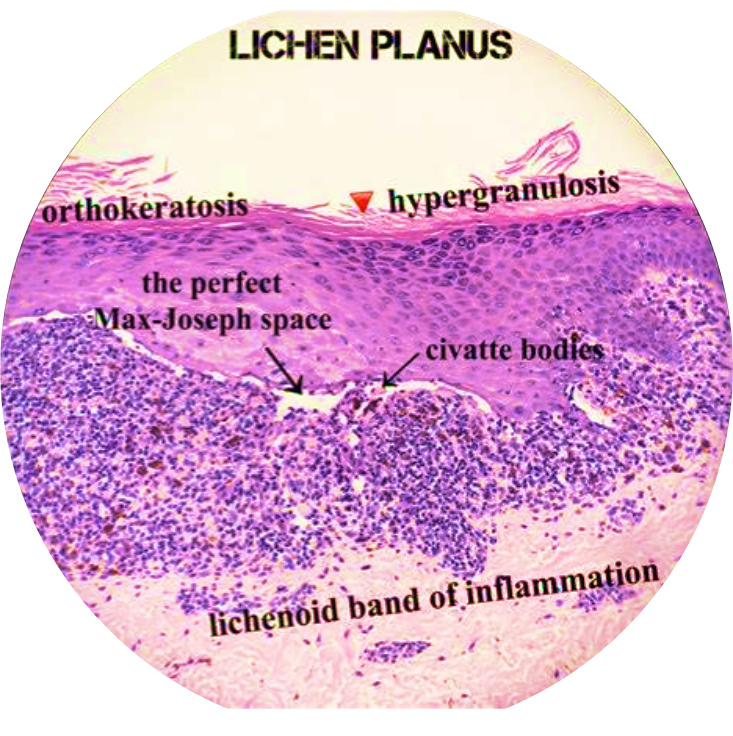 LICHEN PLANUS
orthokeratosis
hypergranulosis
the perfect
Max-Joseph space
civatte bodies
lichenoid band of inflammation